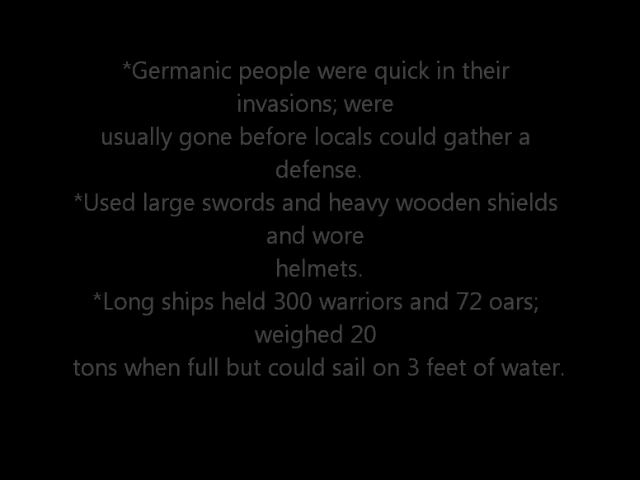 *Germanic people were quick in their
invasions; were
usually gone before locals could gather a
defense.
*Used large swords and heavy wooden shields
and wore
helmets.
*Long ships held 300 warriors and 72 oars;
weighed 20
tons when full but could sail on 3 feet of water.